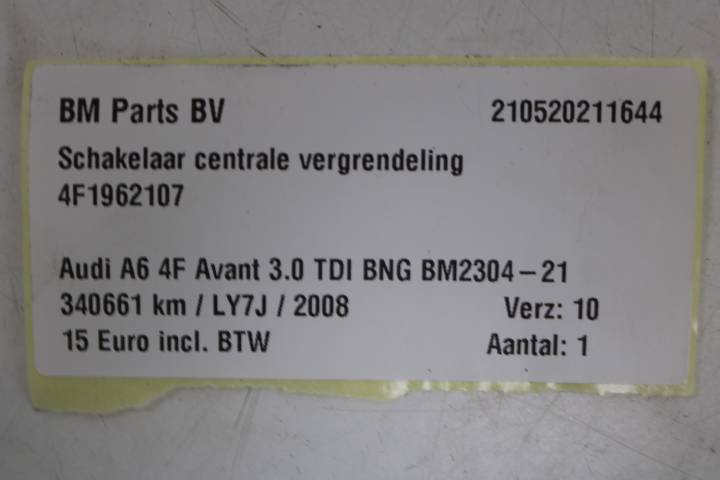 BM Parts BV 210520211644
Schakelaar centrale vergrendeling
4F1962107
Audi A6 4F Avant 3.0 TDI BNG BM2304-21
340661 km / LY7J / 2008 Verz: 10
15 Euro incl. BTW Aantal: 1